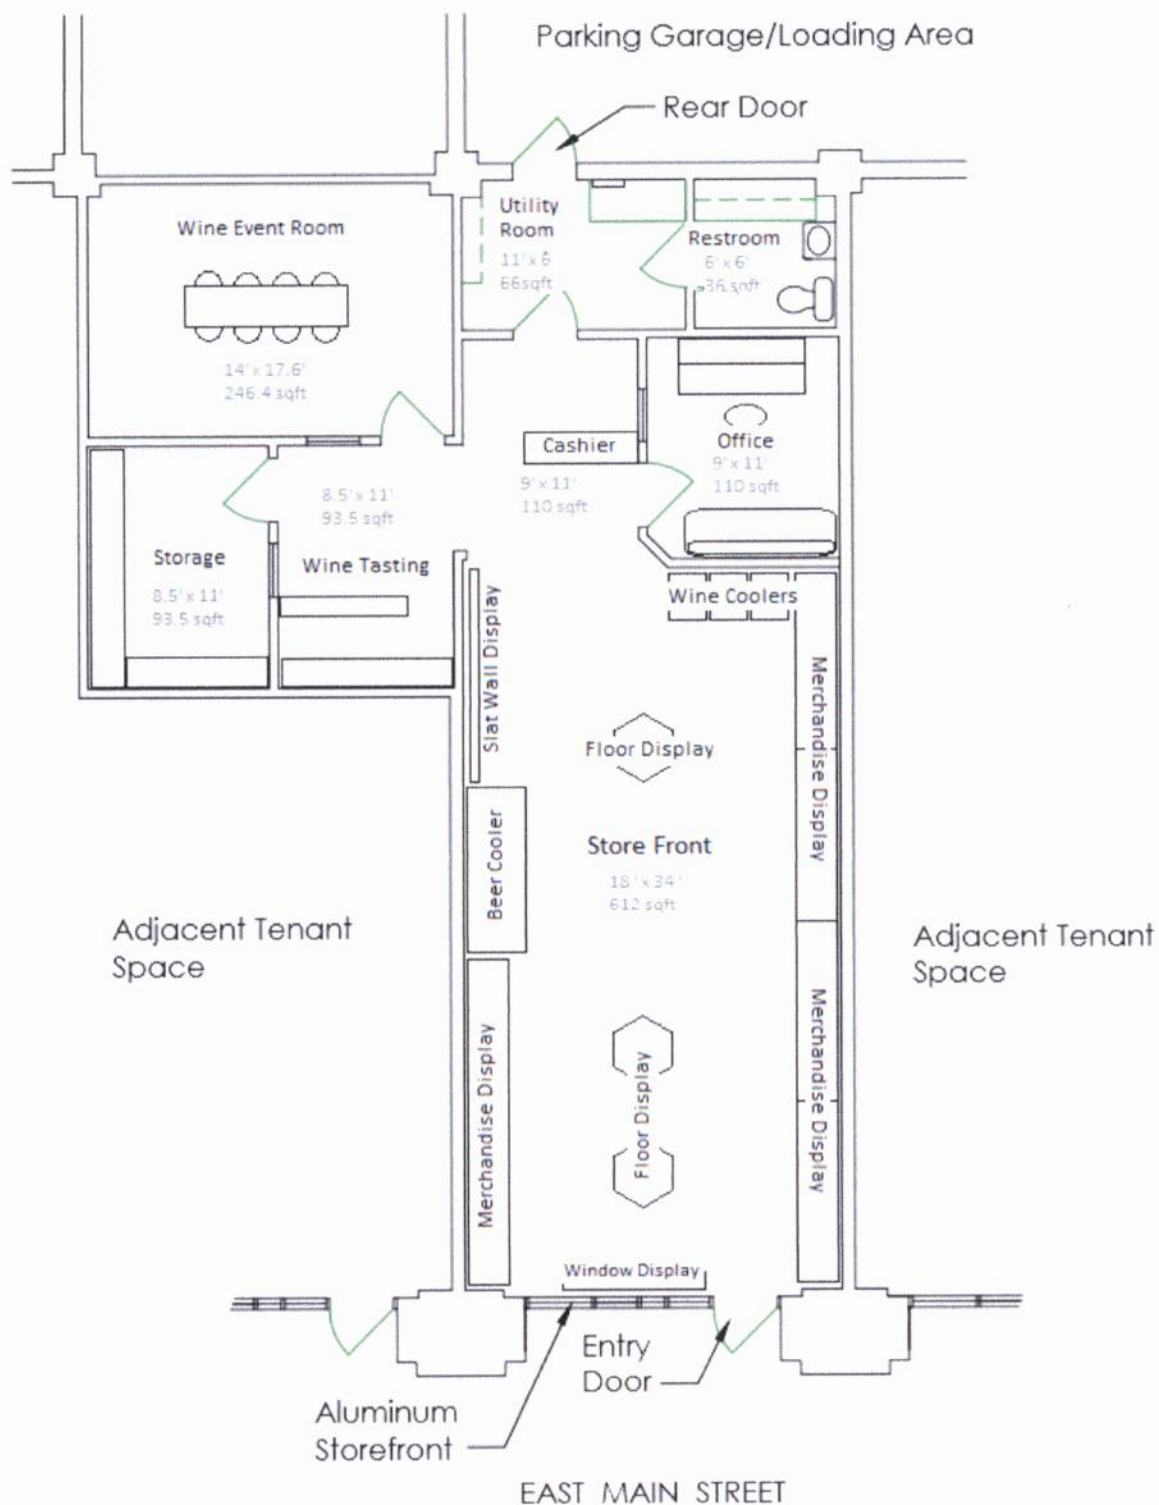 Parking Garage/Loading Area
Rear Door
Wine Event Room
14' x 17.6'
246.4 sqft
Utility
Room
11' x 6
66sqft
Restroom
6' x 6'
36 sqft
Cashier
9' x 11'
110 sqft
Office
9' x 11'
110 sqft
8.5' x 11'
93.5 sqft
Wine Tasting
Storage
8.5' x 11'
93.5 sqft
Slat Wall Display
Wine Coolers
Merchandise Display
Floor Display
Beer Cooler
Store Front
18 ' x 34 '
612 sqft
Adjacent Tenant
Space
Adjacent Tenant
Space
Merchandise Display
Floor Display
Merchandise Display
Window Display
Entry
Door
Aluminum
Storefront
EAST MAIN STREET